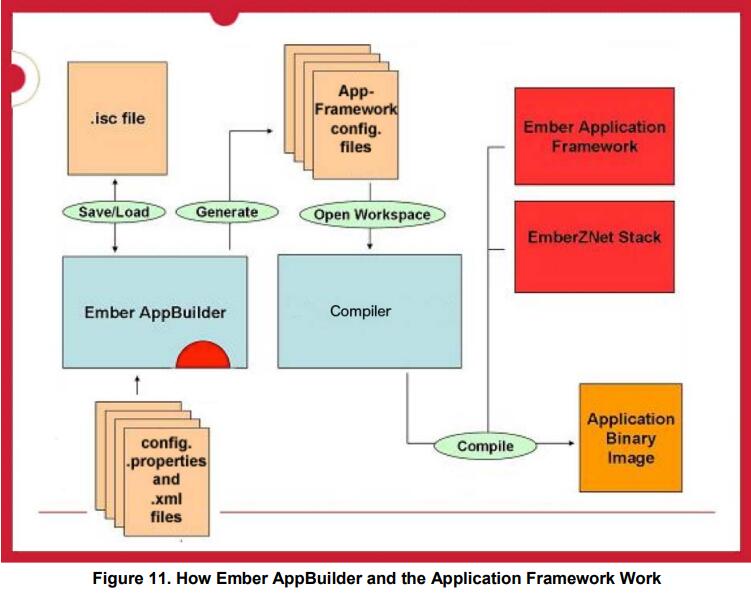 .isc file
App-
Framework
config.
files
Ember Application
Framework
Save/Load
Generate
Open Workspace
EmberZNet Stack
Ember AppBuilder
Compiler
config.
.properties
and
.xml
files
Compile
Application
Binary
Image
Figure 11. How Ember AppBuilder and the Application Framework Work